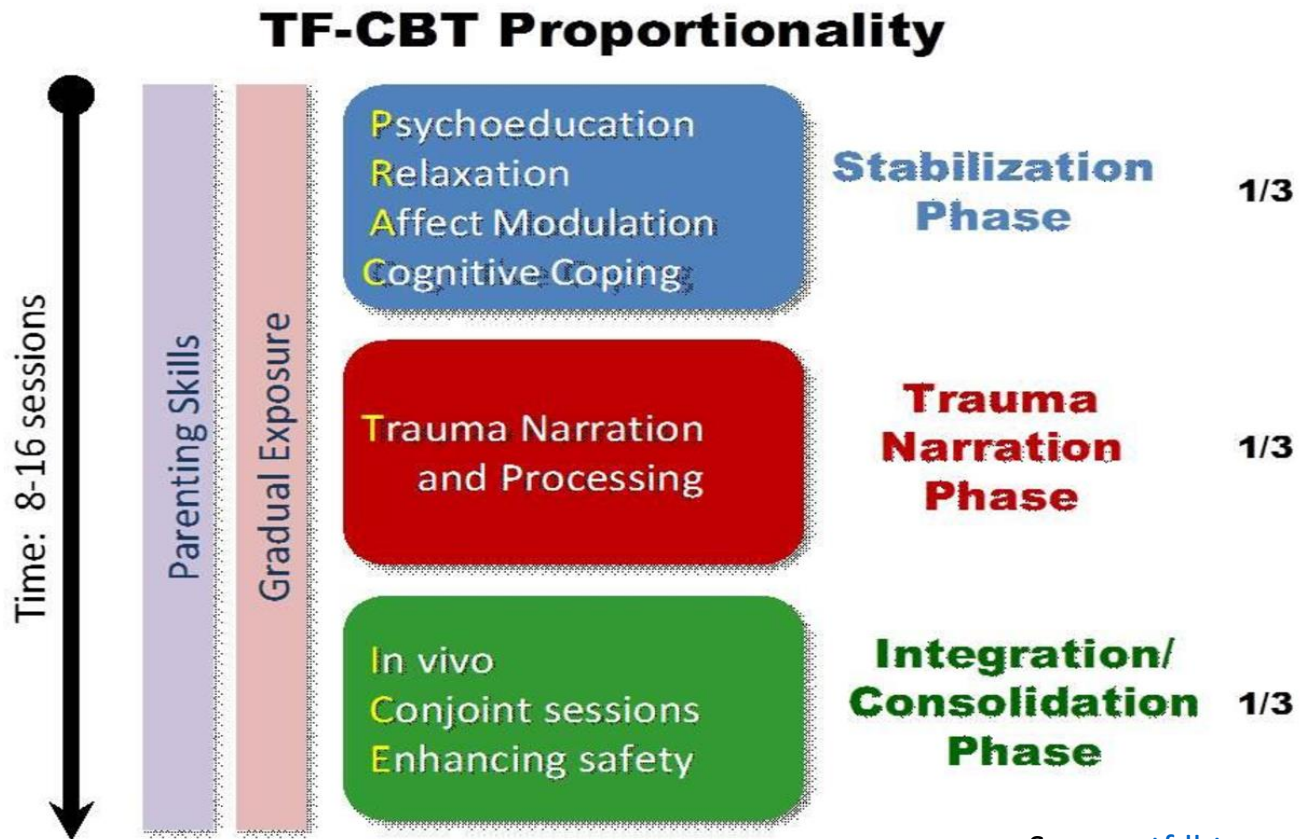 TF-CBT Proportionality
Time: 8-16 sessions
Parenting Skills
Gradual Exposure
Psychoeducation
Relaxation
Affect Modulation
Cognitive Coping
Stabilization
Phase
1/3
Trauma Narration
and Processing
Trauma
Narration
Phase
1/3
In vivo
Conjoint sessions
Enhancing safety
Integration/
Consolidation
Phase
1/3